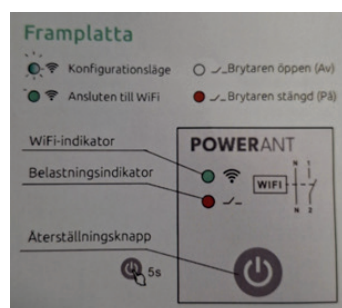 Framplatta
Konfigurationsläge
Brytaren öppen (Av)
Ansluten till WiFi
Brytaren stängd (På)
WiFi-indikator
POWERANT
Belastningsindikator
N 1
WIFI
N 2
Återställningsknapp
5s